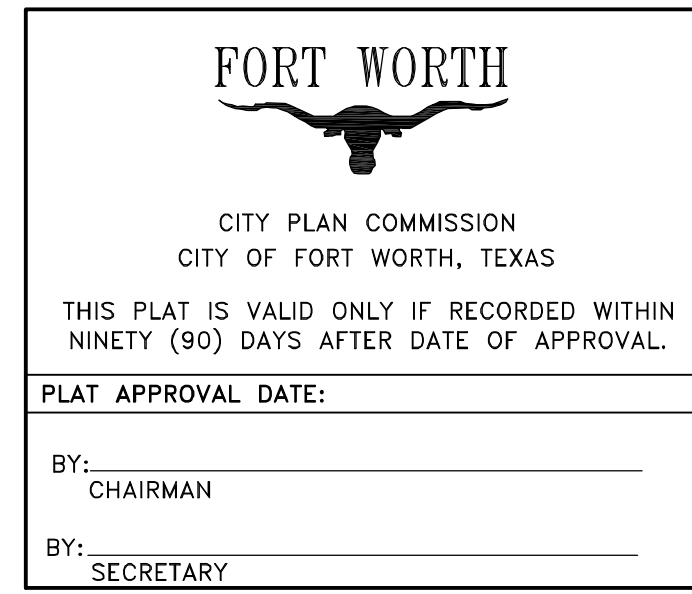 FORT WORTH
CITY PLAN COMMISSION
CITY OF FORT WORTH, TEXAS
THIS PLAT IS VALID ONLY IF RECORDED WITHIN
NINETY (90) DAYS AFTER DATE OF APPROVAL.
PLAT APPROVAL DATE:
BY:
CHAIRMAN
BY:
SECRETARY